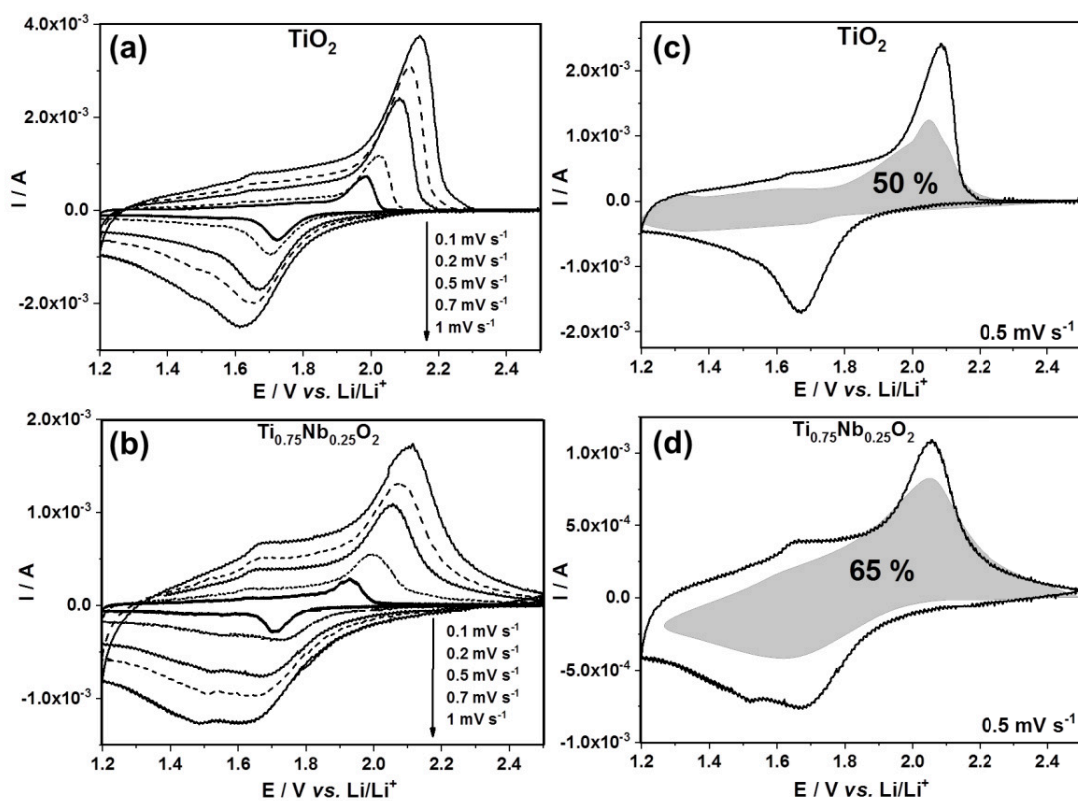 (a)
TiO₂
4.0x10⁻³
2.0x10⁻³
0.0
-2.0x10⁻³
I / A
0.1 mV s⁻¹
0.2 mV s⁻¹
0.5 mV s⁻¹
0.7 mV s⁻¹
1 mV s⁻¹
1.2 1.4 1.6 1.8 2.0 2.2 2.4
E / V vs. Li/Li⁺
(c)
TiO₂
2.0x10⁻³
1.0x10⁻³
0.0
-1.0x10⁻³
-2.0x10⁻³
I / A
50 %
0.5 mV s⁻¹
1.2 1.4 1.6 1.8 2.0 2.2 2.4
E / V vs. Li/Li⁺
(b)
Ti₀.₇₅Nb₀.₂₅O₂
2.0x10⁻³
1.0x10⁻³
0.0
-1.0x10⁻³
I / A
0.1 mV s⁻¹
0.2 mV s⁻¹
0.5 mV s⁻¹
0.7 mV s⁻¹
1 mV s⁻¹
1.2 1.4 1.6 1.8 2.0 2.2 2.4
E / V vs. Li/Li⁺
(d)
Ti₀.₇₅Nb₀.₂₅O₂
1.0x10⁻³
5.0x10⁻⁴
0.0
-5.0x10⁻⁴
-1.0x10⁻³
I / A
65 %
0.5 mV s⁻¹
1.2 1.4 1.6 1.8 2.0 2.2 2.4
E / V vs. Li/Li⁺